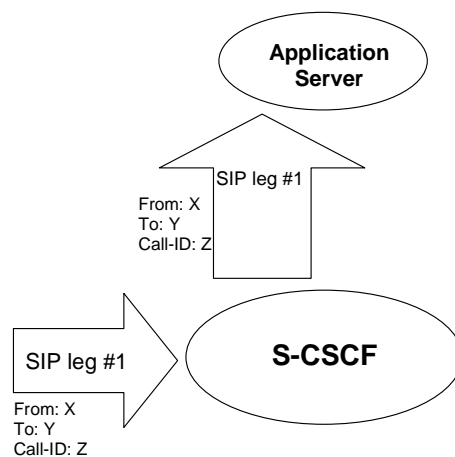 Application
Server
SIP leg #1
From: X
To: Y
Call-ID: Z
S-CSCF
SIP leg #1
From: X
To: Y
Call-ID: Z